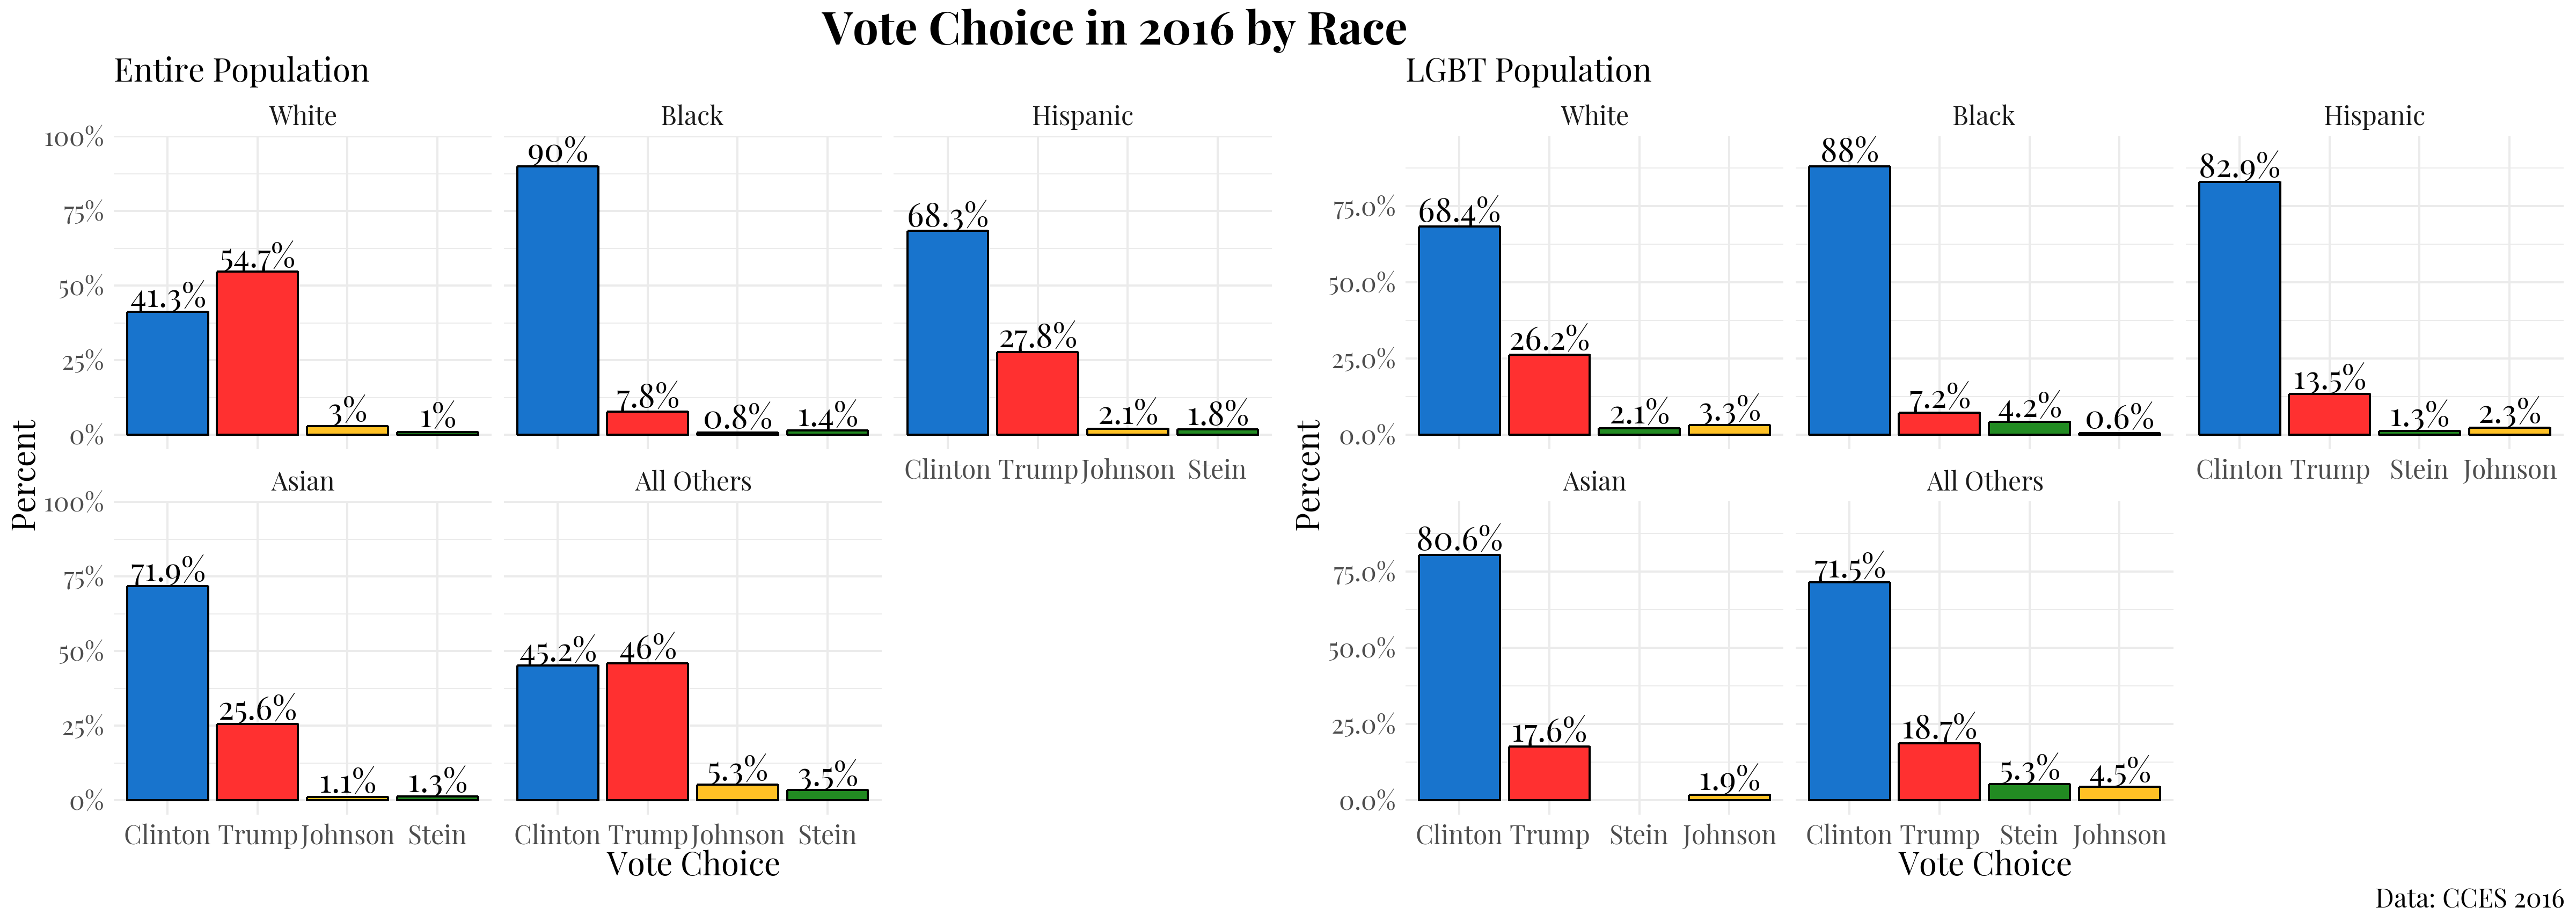 Vote Choice in 2016 by Race
Entire Population
White
Black
Hispanic
Percent
100%
75%
50%
25%
0%
41.3%
54.7%
3%
1%
90%
7.8%
0.8%
1.4%
68.3%
27.8%
2.1%
1.8%
Clinton Trump Johnson Stein
Asian
All Others
100%
75%
50%
25%
0%
71.9%
25.6%
1.1%
1.3%
45.2%
46%
5.3%
3.5%
Clinton Trump Johnson Stein
Clinton Trump Johnson Stein
Vote Choice
LGBT Population
White
Black
Hispanic
Percent
75.0%
50.0%
25.0%
0.0%
68.4%
26.2%
2.1%
3.3%
88%
7.2%
4.2%
0.6%
82.9%
13.5%
1.3%
2.3%
Clinton Trump Stein Johnson
Asian
All Others
75.0%
50.0%
25.0%
0.0%
80.6%
17.6%
1.9%
71.5%
18.7%
5.3%
4.5%
Clinton Trump Stein Johnson
Clinton Trump Stein Johnson
Vote Choice
Data: CCES 2016